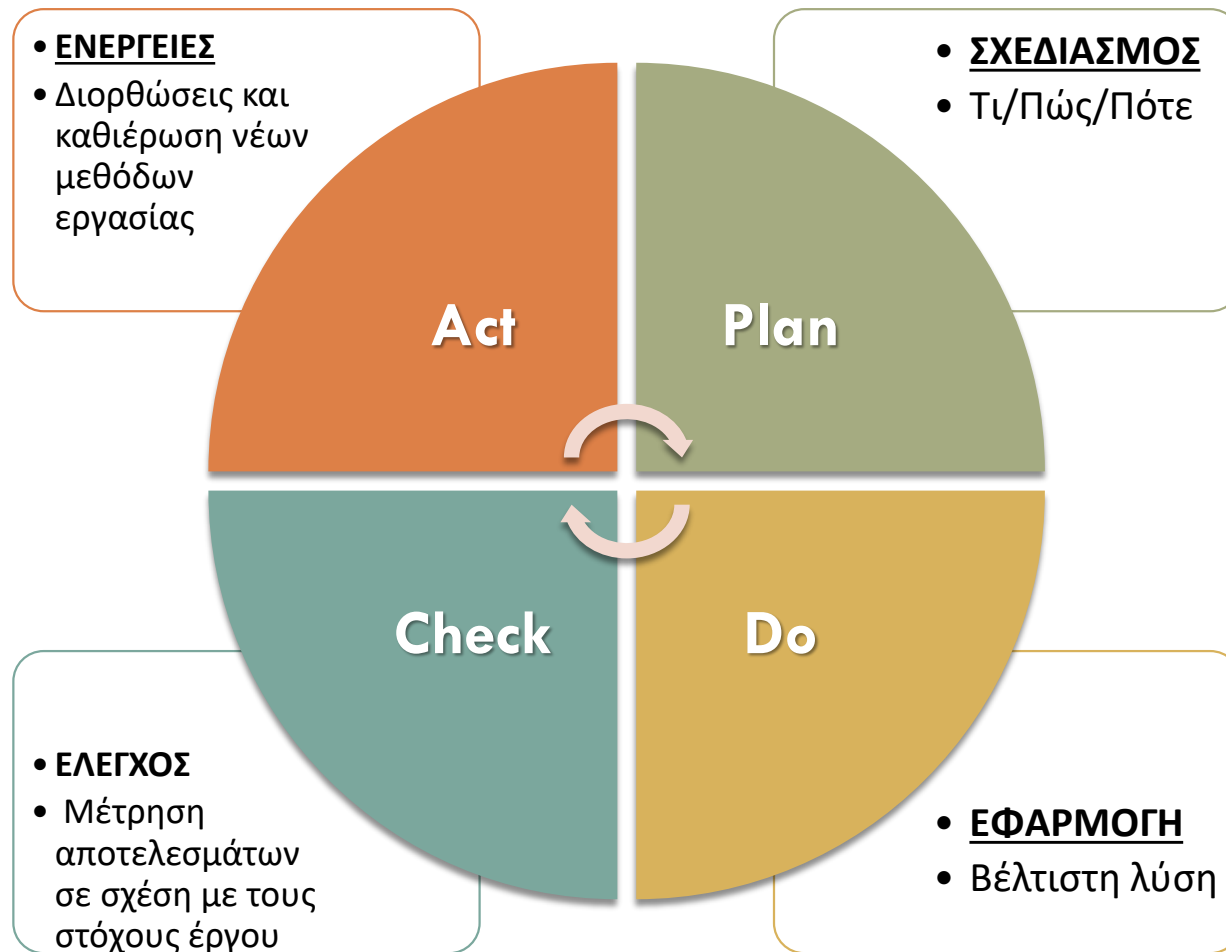 • ΕΝΕΡΓΕΙΕΣ
• Διορθώσεις και
καθιέρωση νέων
μεθόδων
εργασίας
• ΣΧΕΔΙΑΣΜΟΣ
• Τι/Πώς/Πότε
Act
Plan
Check
Do
• ΕΛΕΓΧΟΣ
• Μέτρηση
αποτελεσμάτων
σε σχέση με τους
στόχους έργου
• ΕΦΑΡΜΟΓΗ
• Βέλτιστη λύση